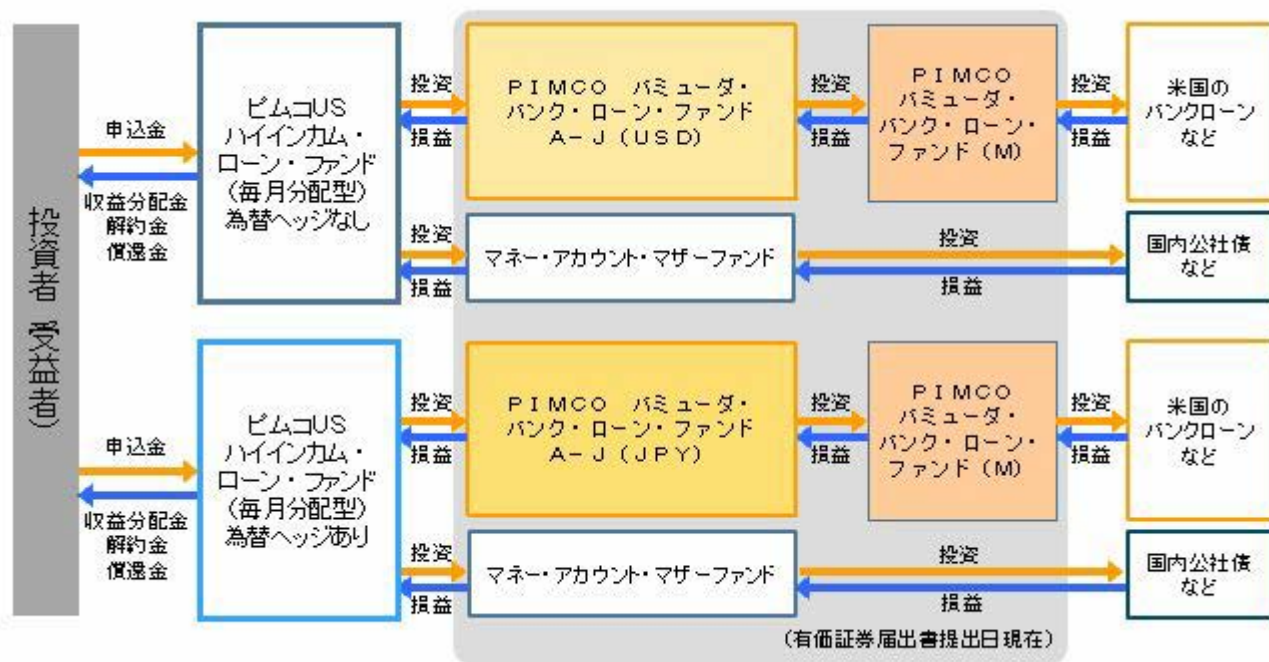 投資者（受益者）
申込金
収益分配金
解約金
償還金
ピムコUS
ハイインカム・
ローン・ファンド
（毎月分配型）
為替ヘッジなし
投資
損益
ＰＩＭＣＯ　バミューダ・
バンク・ローン・ファンド
Ａ－Ｊ（ＵＳＤ）
投資
損益
ＰＩＭＣＯ
バミューダ・
バンク・ローン・
ファンド（Ｍ）
投資
損益
米国の
バンクローン
など
投資
損益
マネー・アカウント・マザーファンド
投資
損益
国内公社債
など
申込金
収益分配金
解約金
償還金
ピムコUS
ハイインカム・
ローン・ファンド
（毎月分配型）
為替ヘッジあり
投資
損益
ＰＩＭＣＯ　バミューダ・
バンク・ローン・ファンド
Ａ－Ｊ（ＪＰＹ）
投資
損益
ＰＩＭＣＯ
バミューダ・
バンク・ローン・
ファンド（Ｍ）
投資
損益
米国の
バンクローン
など
投資
損益
マネー・アカウント・マザーファンド
投資
損益
国内公社債
など
（有価証券届出書提出日現在）